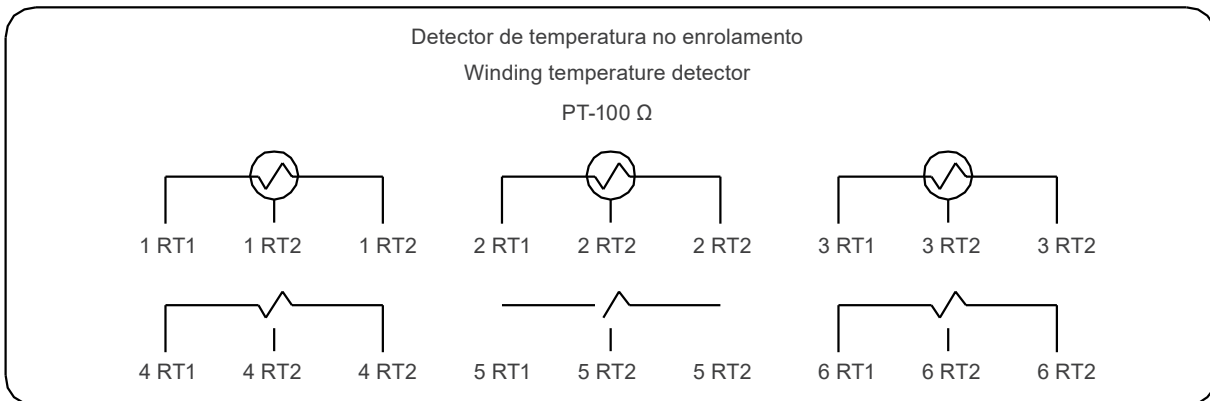 Detector de temperatura no enrolamento
Winding temperature detector
PT-100 Ω
1 RT1 1 RT2 1 RT2 2 RT1 2 RT2 2 RT2 3 RT1 3 RT2 3 RT2
4 RT1 4 RT2 4 RT2 5 RT1 5 RT2 5 RT2 6 RT1 6 RT2 6 RT2